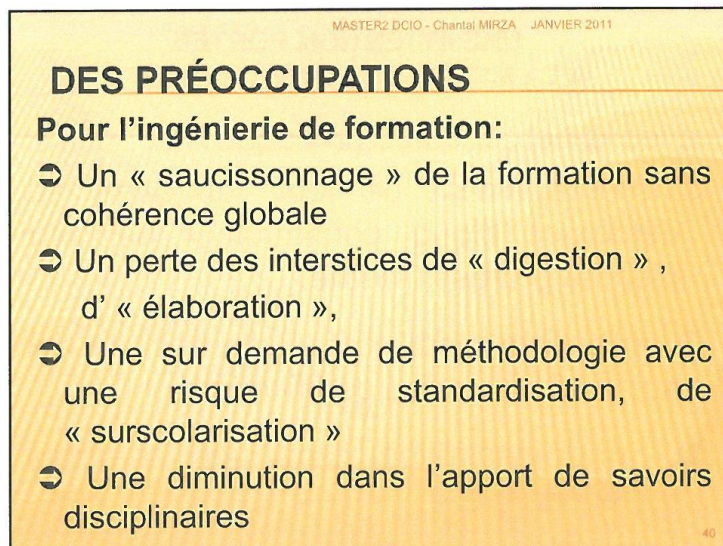 MASTER2 DCIO - Chantal MIRZA JANVIER 2011
DES PRÉOCCUPATIONS
Pour l'ingénierie de formation:
➲ Un « saucissonnage » de la formation sans
cohérence globale
➲ Un perte des interstices de « digestion » ,
d' « élaboration »,
➲ Une sur demande de méthodologie avec
une risque de standardisation, de
« surscolarisation »
➲ Une diminution dans l'apport de savoirs
disciplinaires
40